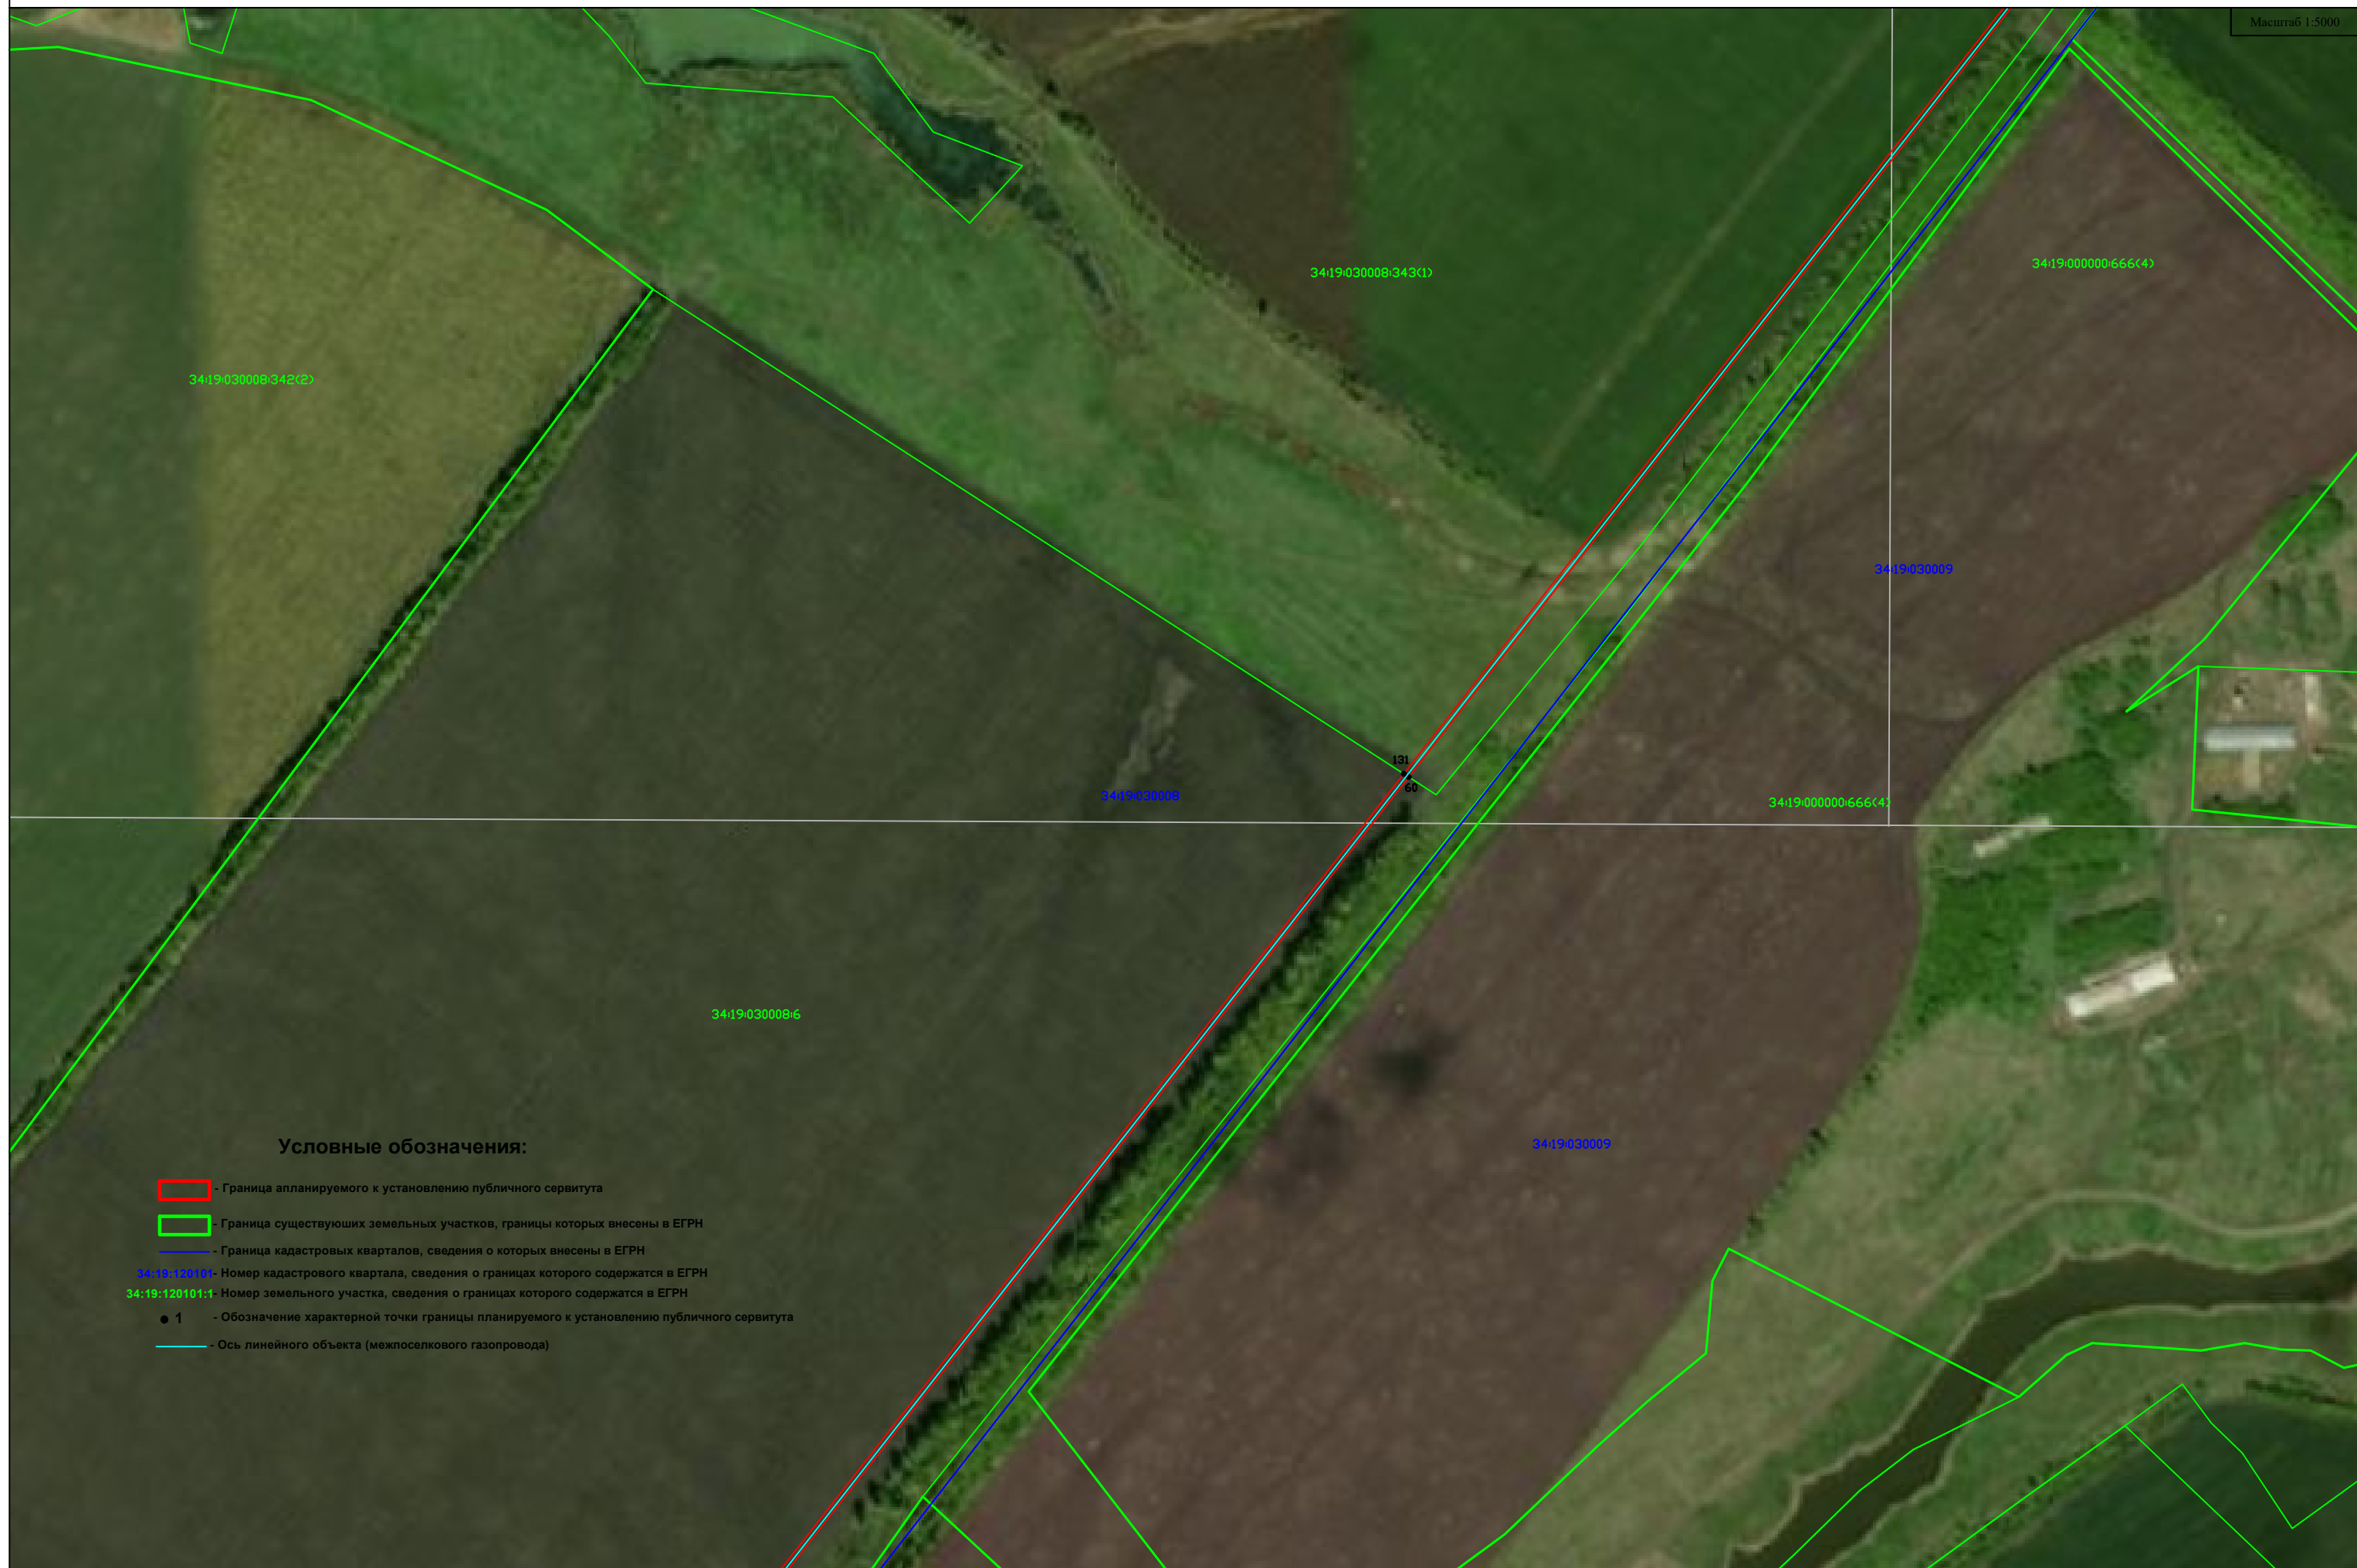 Масштаб 1:5000
34:19:000000:666(4)
34:19:030008:343(1)
34:19:030008:342(2)
34:19:030009
131
60
34:19:030008
34:19:000000:666(4)
34:19:030008:6
34:19:030009
Условные обозначения:
- Граница апланируемого к установлению публичного сервитута
- Граница существуюших земельных участков, границы которых внесены в ЕГРН
- Граница кадастровых кварталов, сведения о которых внесены в ЕГРН
34:19:120101- Номер кадастрового квартала, сведения о границах которого содержатся в ЕГРН
34:19:120101:1- Номер земельного участка, сведения о границах которого содержатся в ЕГРН
● 1 - Обозначение характерной точки границы планируемого к установлению публичного сервитута
- Ось линейного объекта (межпоселкового газопровода)